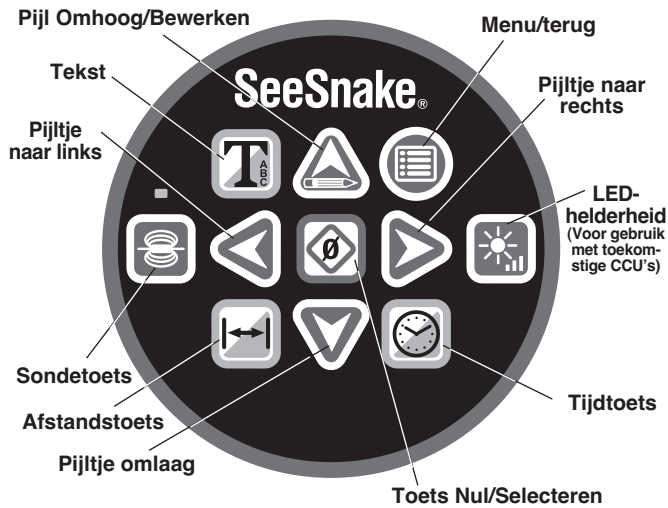 Pijl Omhoog/Bewerken
Menu/terug
Tekst
SeeSnake®
Pijltje naar
rechts
Pijltje
naar links
T
A
B
C
LED-
helderheid
(Voor gebruik
met toekom-
stige CCU's)
Ø
Sondetoets
Afstandstoets
Tijdtoets
Pijltje omlaag
Toets Nul/Selecteren